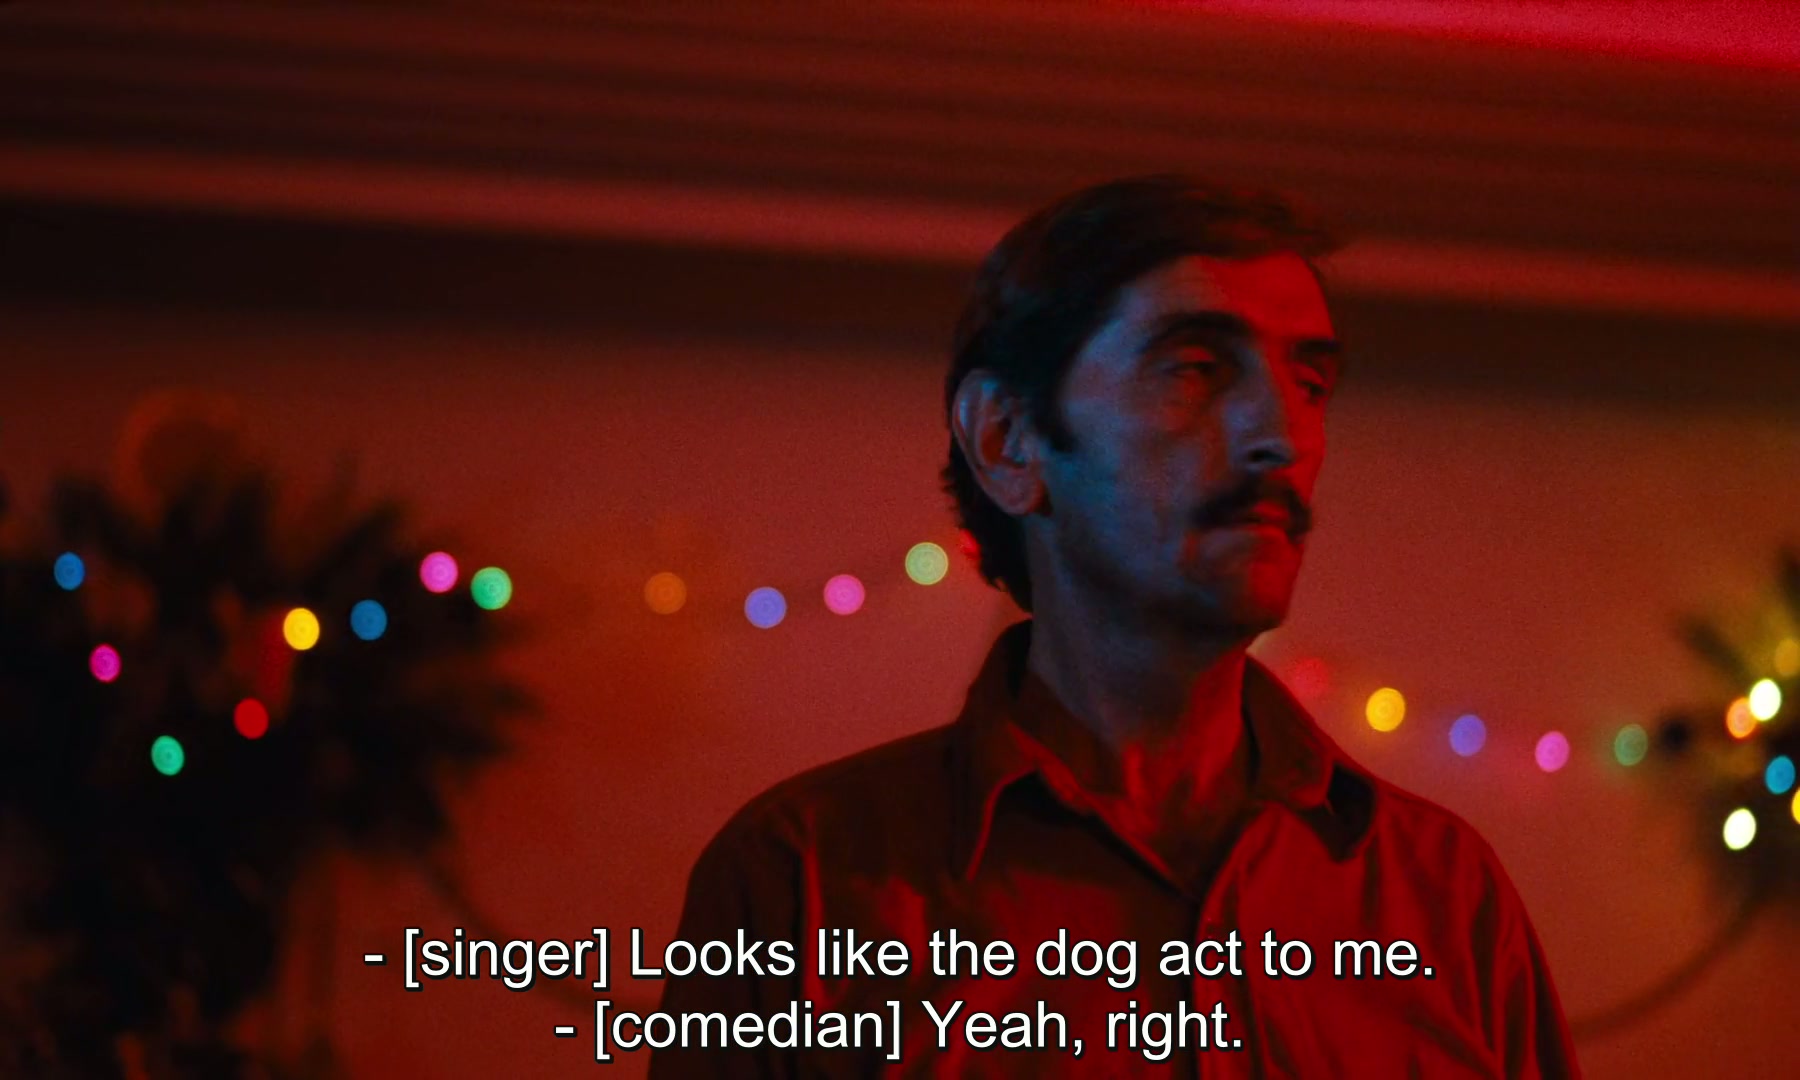 - [singer] Looks like the dog act to me.
- [comedian] Yeah, right.